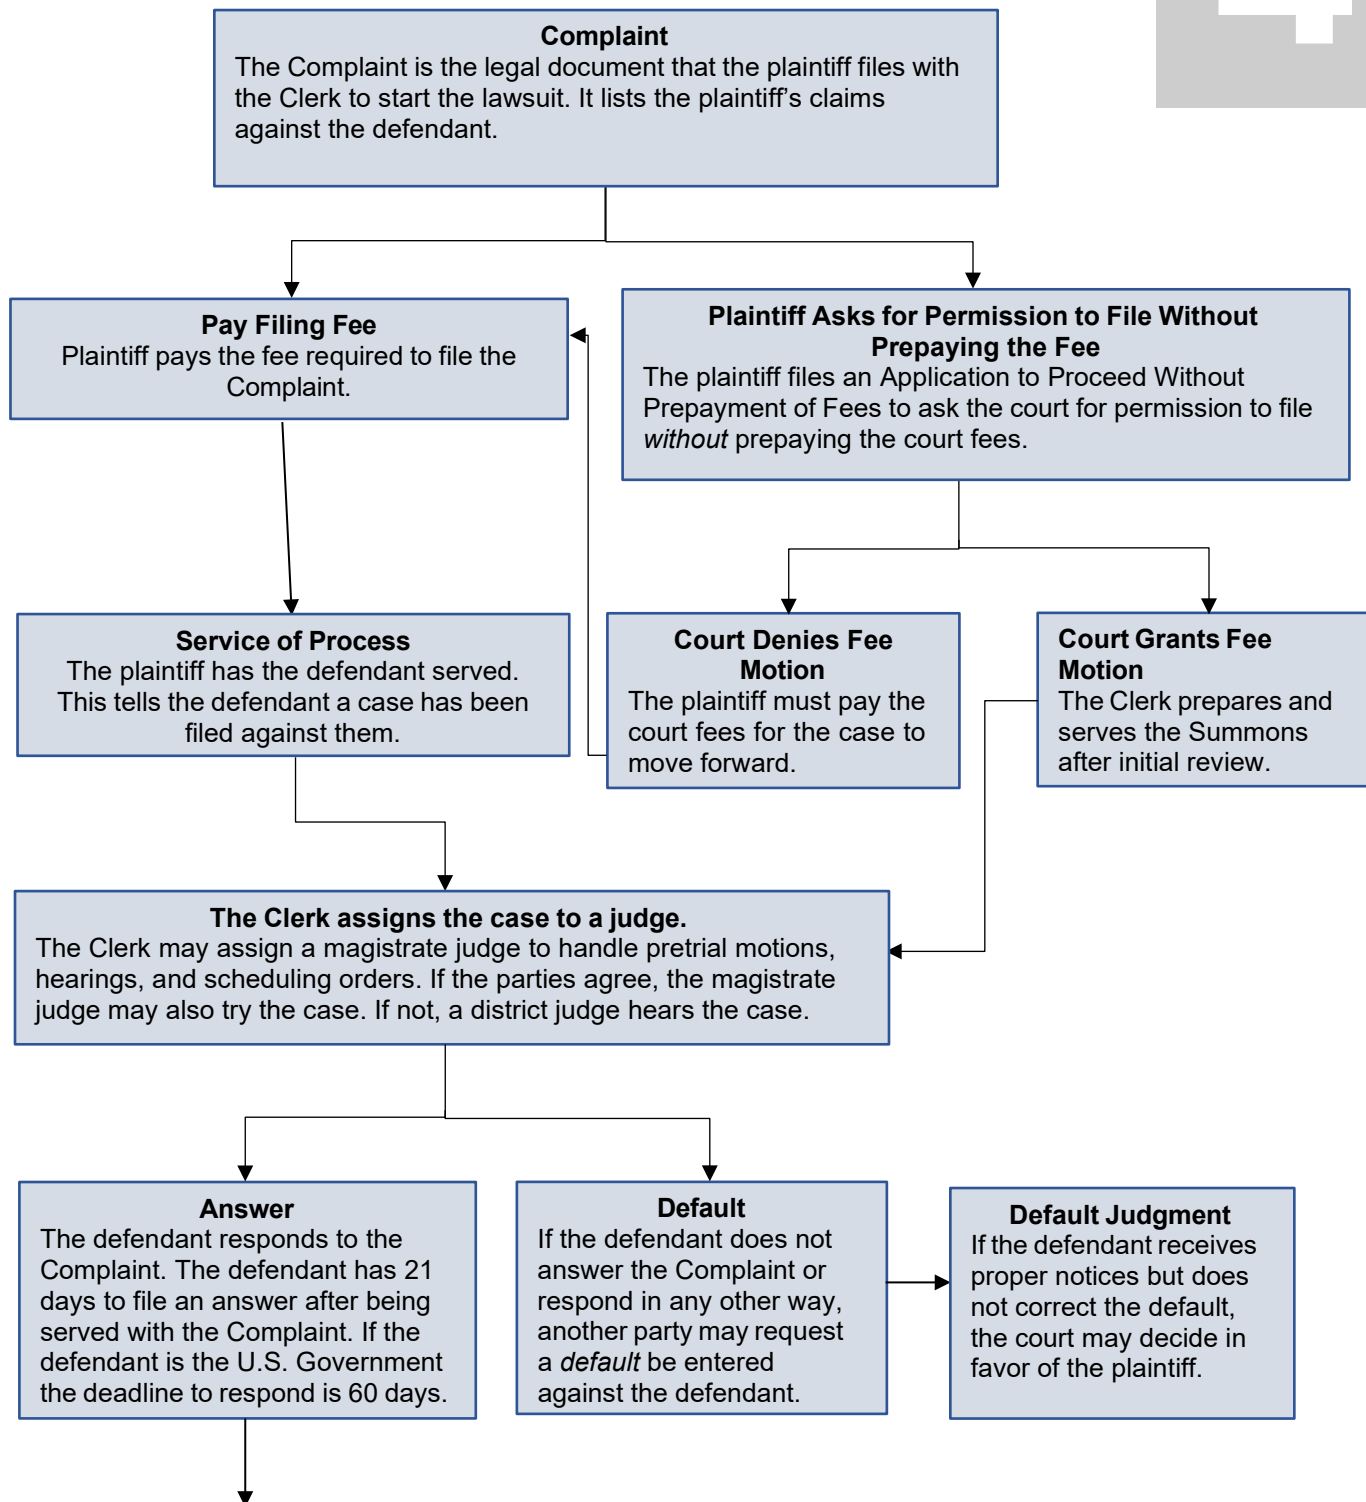 Complaint
The Complaint is the legal document that the plaintiff files with
the Clerk to start the lawsuit. It lists the plaintiff's claims
against the defendant.
Pay Filing Fee
Plaintiff pays the fee required to file the
Complaint.
Plaintiff Asks for Permission to File Without
Prepaying the Fee
The plaintiff files an Application to Proceed Without
Prepayment of Fees to ask the court for permission to file
without prepaying the court fees.
Service of Process
The plaintiff has the defendant served.
This tells the defendant a case has been
filed against them.
Court Denies Fee
Motion
The plaintiff must pay the
court fees for the case to
move forward.
Court Grants Fee
Motion
The Clerk prepares and
serves the Summons
after initial review.
The Clerk assigns the case to a judge.
The Clerk may assign a magistrate judge to handle pretrial motions,
hearings, and scheduling orders. If the parties agree, the magistrate
judge may also try the case. If not, a district judge hears the case.
Answer
The defendant responds to the
Complaint. The defendant has 21
days to file an answer after being
served with the Complaint. If the
defendant is the U.S. Government
the deadline to respond is 60 days.
Default
If the defendant does not
answer the Complaint or
respond in any other way,
another party may request
a default be entered
against the defendant.
Default Judgment
If the defendant receives
proper notices but does
not correct the default,
the court may decide in
favor of the plaintiff.